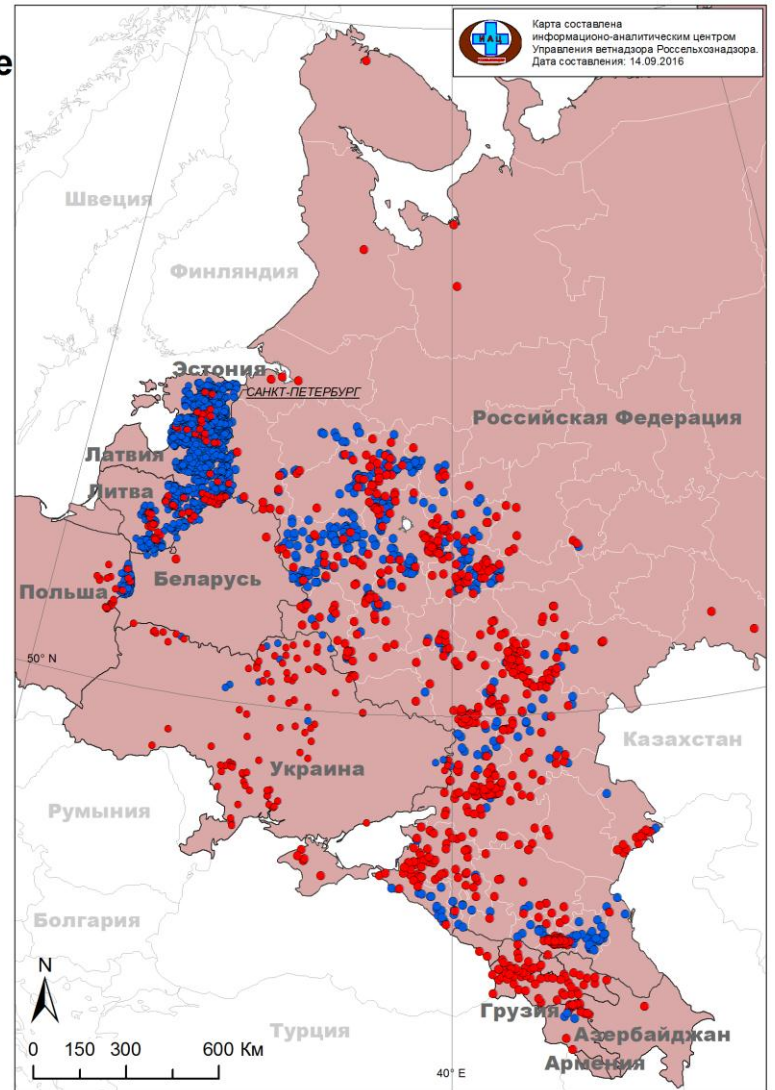 е
ИАЦ
Карта составлена
информационо-аналитическим центром
Управления ветнадзора Россельхознадзора.
Дата составления: 14.09.2016
Швеция
Финляндия
Эстония
САНКТ-ПЕТЕРБУРГ
Российская Федерация
Латвия
Литва
Беларусь
Польша
50° N
Казахстан
Украина
Румыния
Болгария
N
Грузия
Турция
Азербайджан
0 150 300 600 Км
40° E
Армения